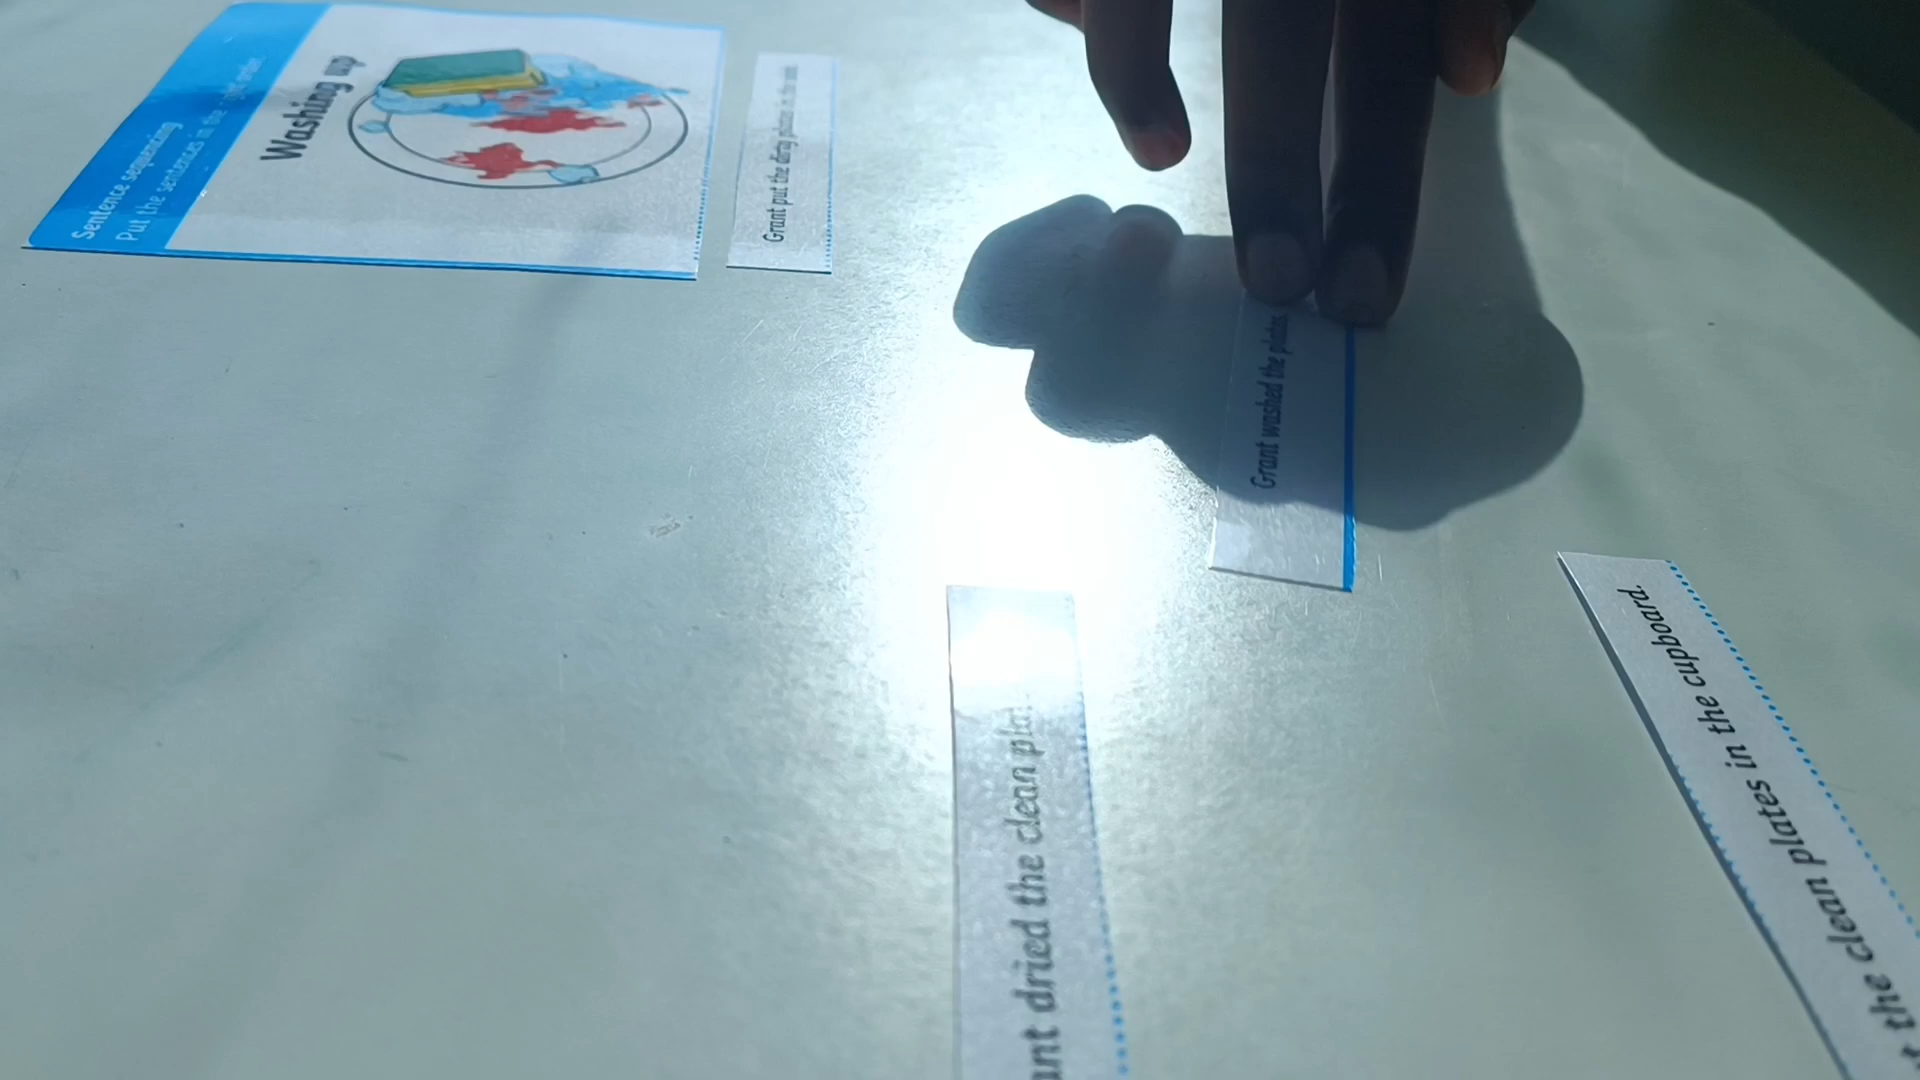 Sentence sequencing
Put the sentences in the right order.
Washing up
Grant put the dirty plates in the sink.
Grant washed the plates.
ant dried the clean
the clean plates in the cupboard.